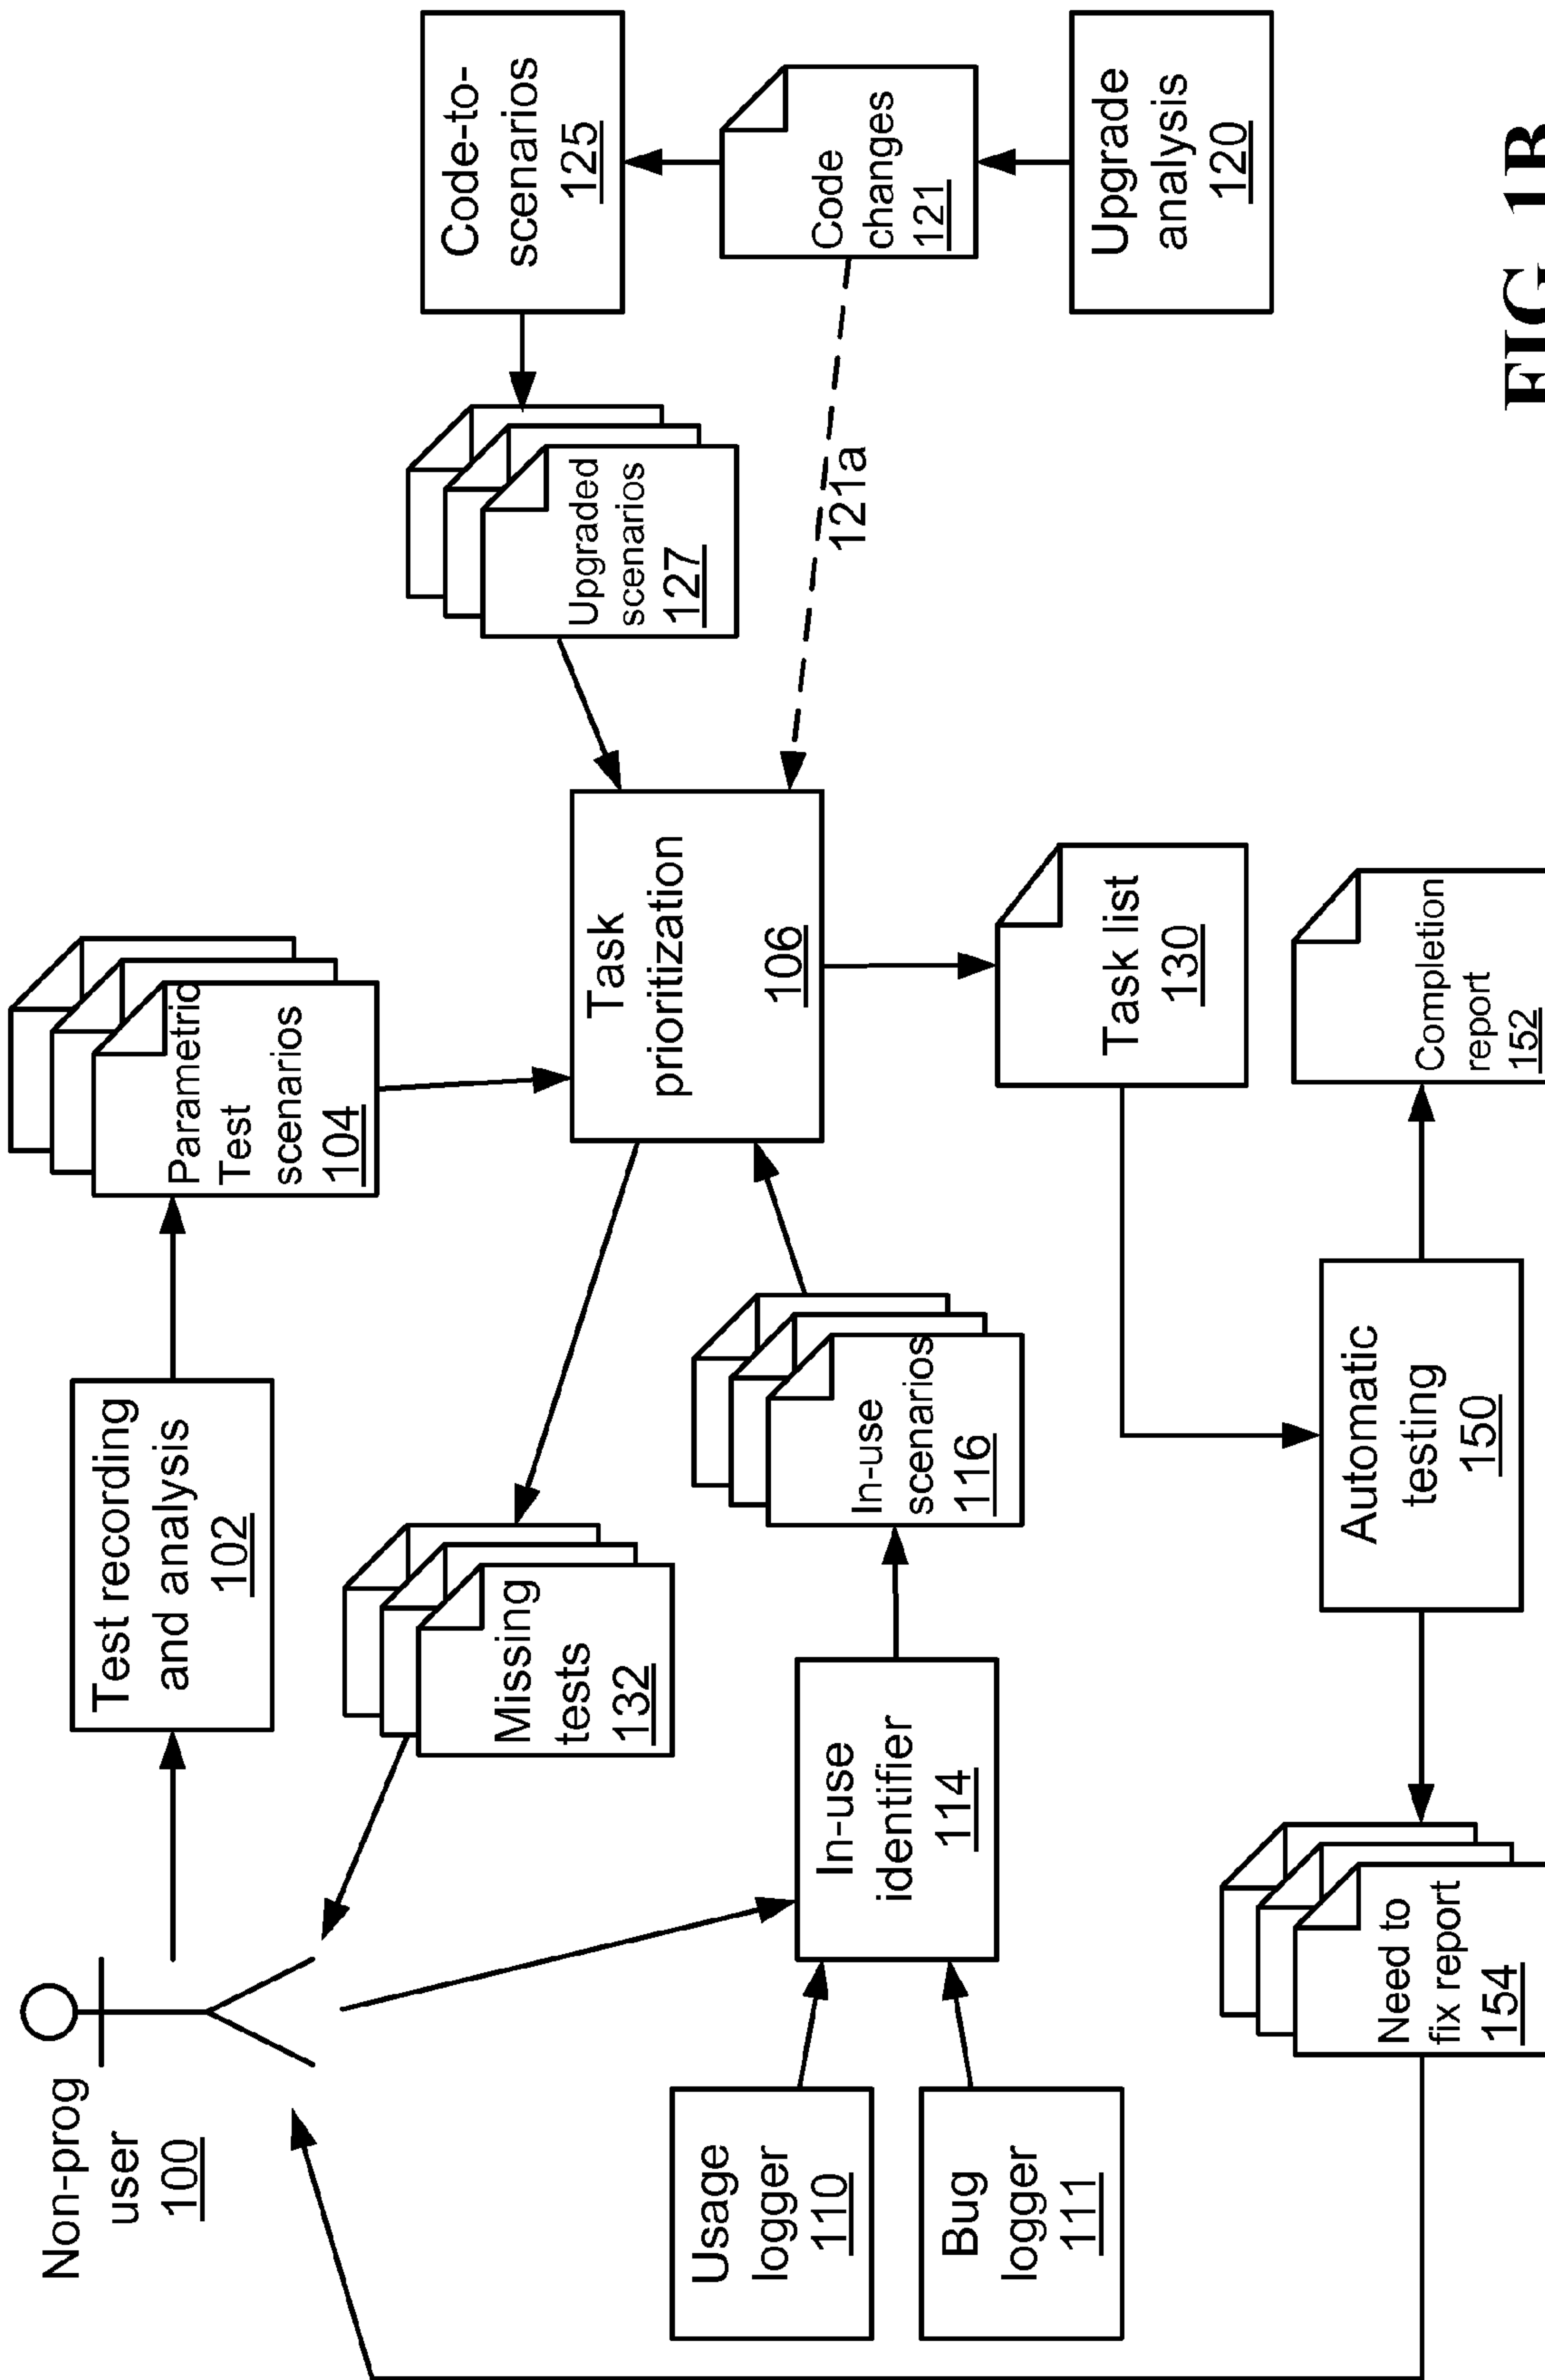 Non-prog
user
100
Test recording
and analysis
102
Parametric
Test
scenarios
104
Missing
tests
132
Task
prioritization
106
Upgraded
scenarios
127
Code-to-
scenarios
125
Code
changes
121
121a
Upgrade
analysis
120
Usage
logger
110
Bug
logger
111
In-use
identifier
114
In-use
scenarios
116
Task list
130
Need to
fix report
154
Automatic
testing
150
Completion
report
152
FIG. 1B